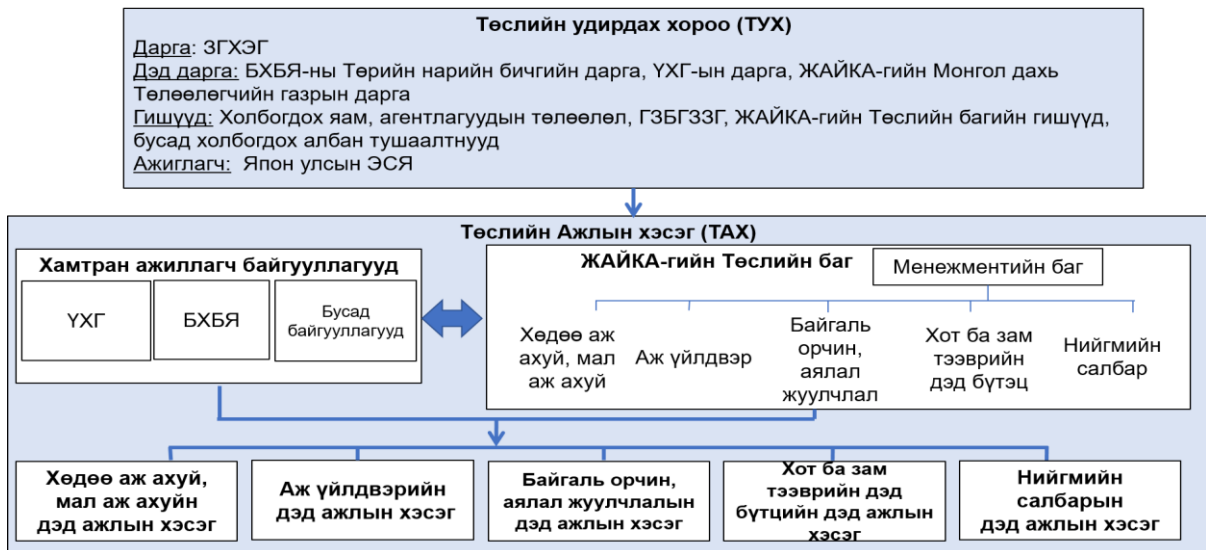 Төслийн удирдах хороо (ТУХ)
Дарга: ЗГХЭГ
Дэд дарга: БХБЯ-ны Төрийн нарийн бичгийн дарга, ҮХГ-ын дарга, ЖАЙКА-гийн Монгол дахь
Төлөөлөгчийн газрын дарга
Гишүүд: Холбогдох яам, агентлагуудын төлөөлөл, ГЗБГЗЗГ, ЖАЙКА-гийн Төслийн багийн гишүүд,
бусад холбогдох албан тушаалтнууд
Ажиглагч: Япон улсын ЭСЯ
Төслийн Ажлын хэсэг (ТАХ)
Хамтран ажиллагч байгууллагууд
ҮХГ
БХБЯ
Бусад
байгууллагууд
ЖАЙКА-гийн Төслийн баг
Менежментийн баг
Хөдөө аж
ахуй, мал
аж ахуй
Аж үйлдвэр
Байгаль
орчин,
аялал
жуулчлал
Хот ба зам
тээврийн
дэд бүтэц
Нийгмийн
салбар
Хөдөө аж ахуй,
мал аж ахуйн
дэд ажлын хэсэг
Аж үйлдвэрийн
дэд ажлын хэсэг
Байгаль орчин,
аялал жуулчлалын
дэд ажлын хэсэг
Хот ба зам
тээврийн дэд
бүтцийн дэд ажлын
хэсэг
Нийгмийн
салбарын
дэд ажлын хэсэг